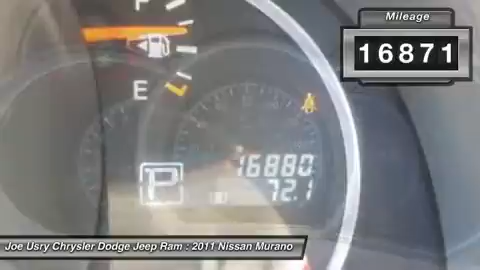 F
Mileage
16871
E
16880
P
72.1
Joe Usry Chrysler Dodge Jeep Ram : 2011 Nissan Murano